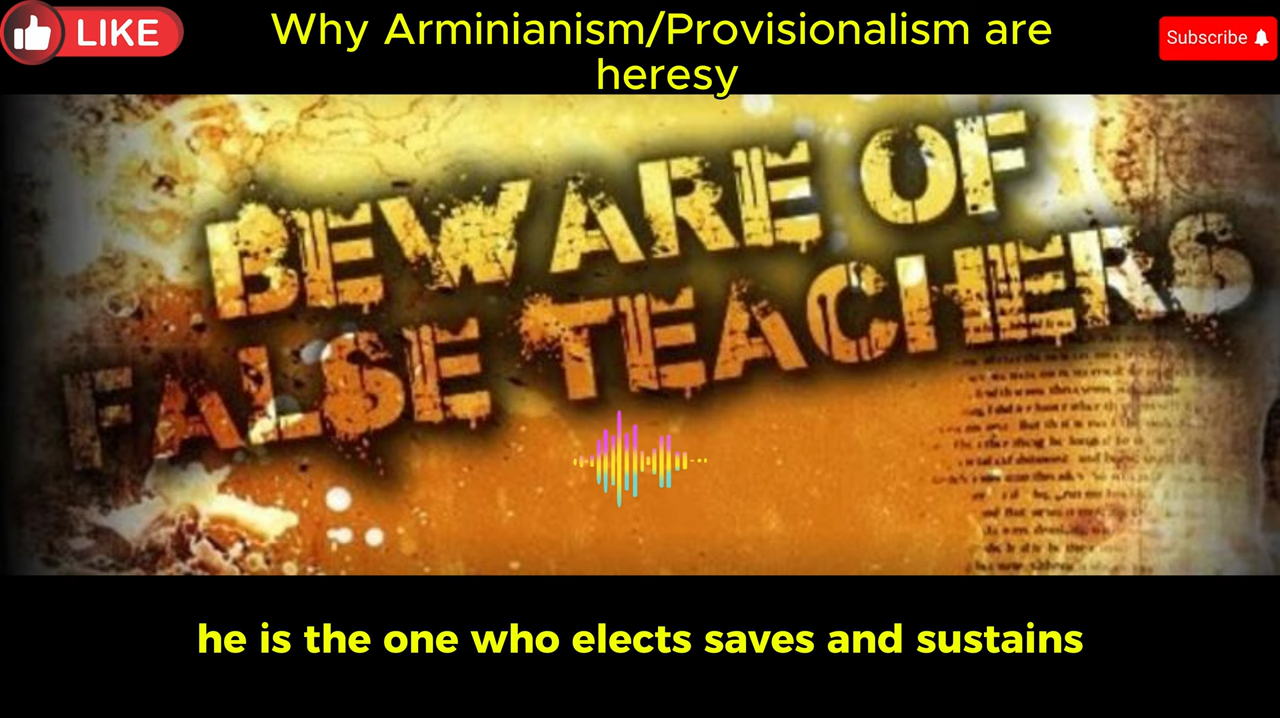 LIKE
Why Arminianism/Provisionalism are
heresy
Subscribe
BEWARE OF
FALSE TEACHERS
he is the one who elects saves and sustains